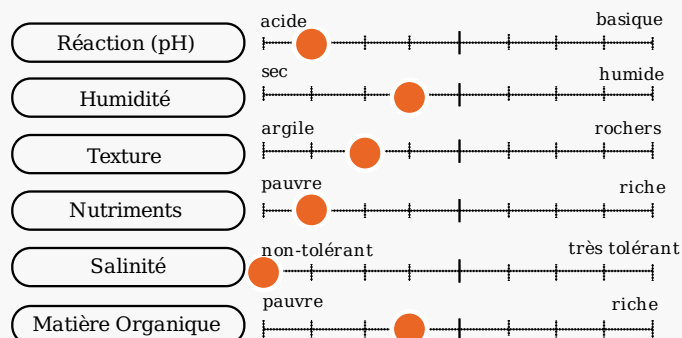 acide basique
Réaction (pH)
sec humide
Humidité
argile rochers
Texture
pauvre riche
Nutriments
non-tolérant très tolérant
Salinité
pauvre riche
Matière Organique